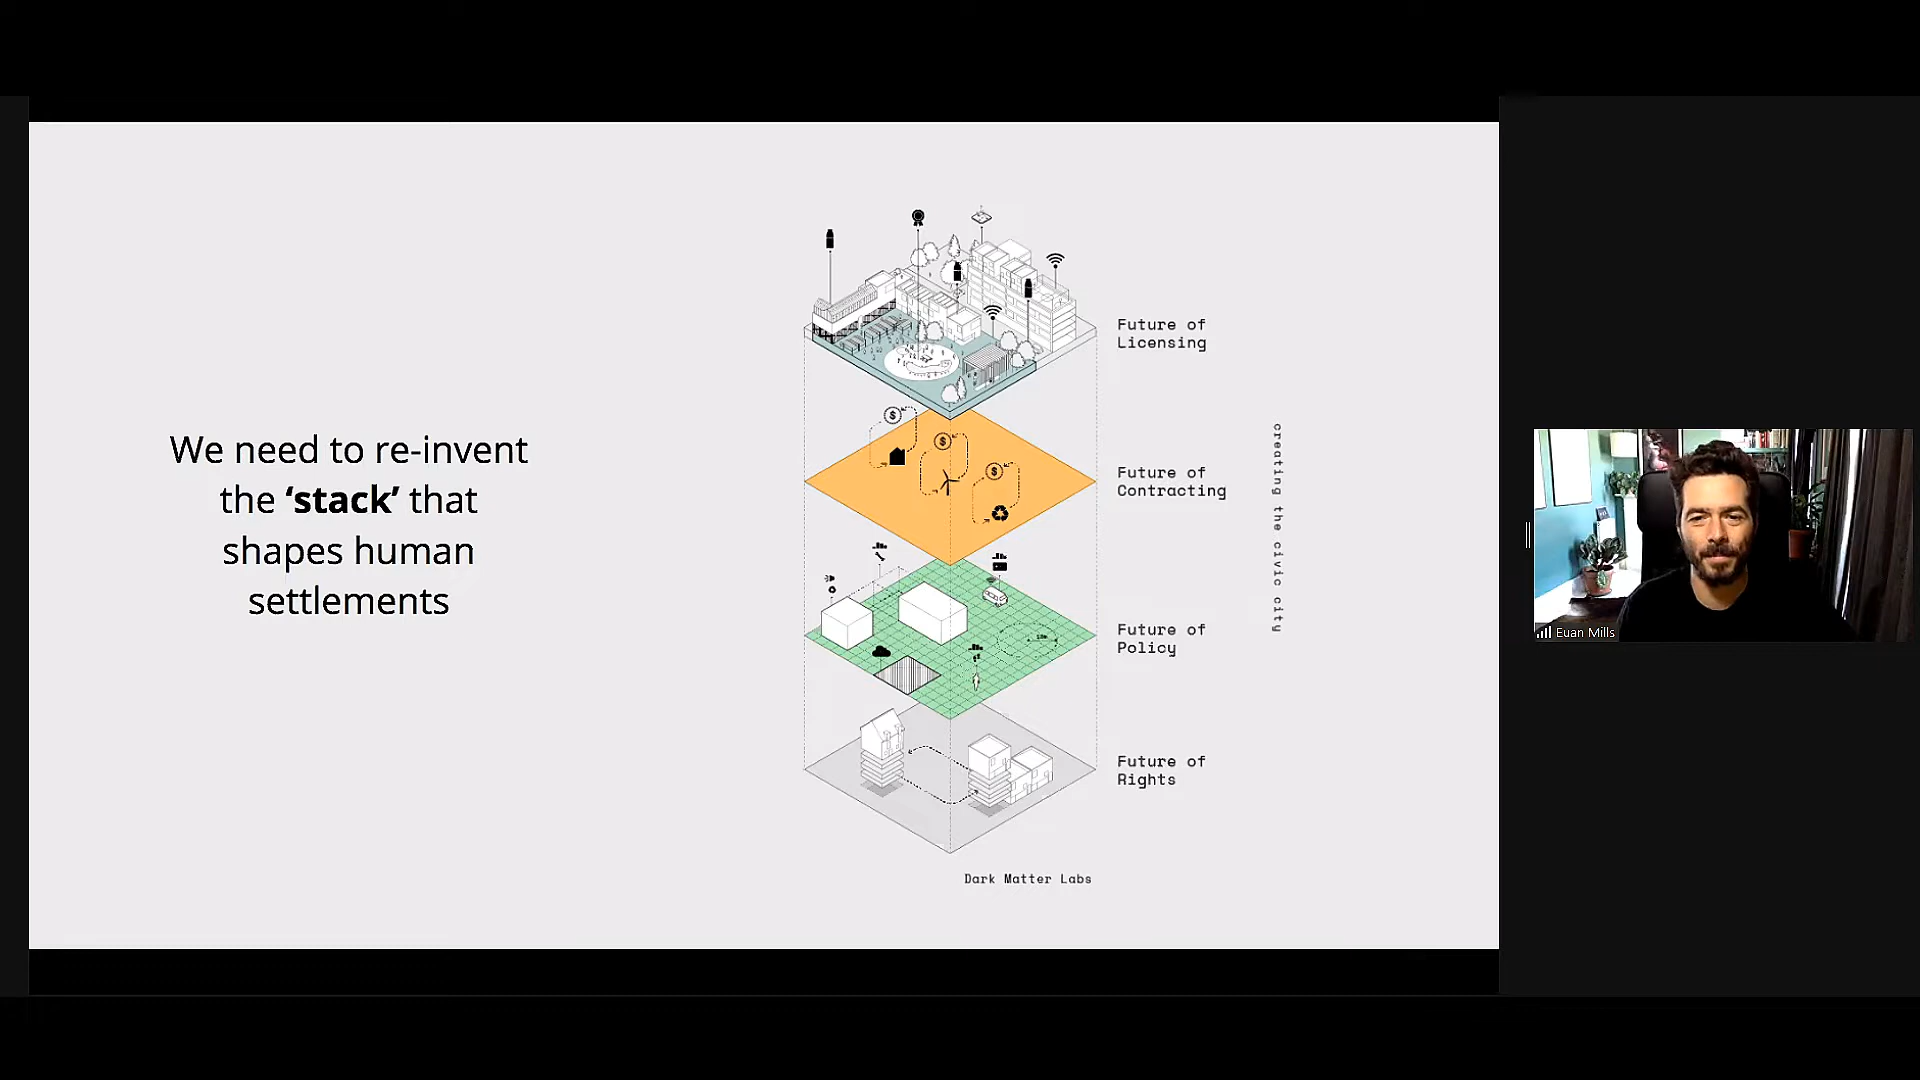 We need to re-invent
the ‘stack’ that
shapes human
settlements
Future of
Licensing
Future of
Contracting
Future of
Policy
Future of
Rights
creating the civic city
Dark Matter Labs
Euan Mills